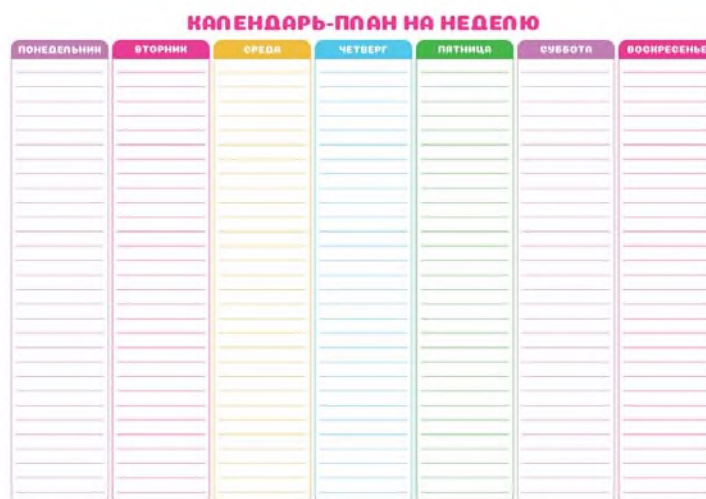 КАЛЕНДАРЬ-ПЛАН НА НЕДЕЛЮ
ПОНЕДЕЛЬНИК ВТОРНИК СРЕДА ЧЕТВЕРГ ПЯТНИЦА СУББОТА ВОСКРЕСЕНЬЕ